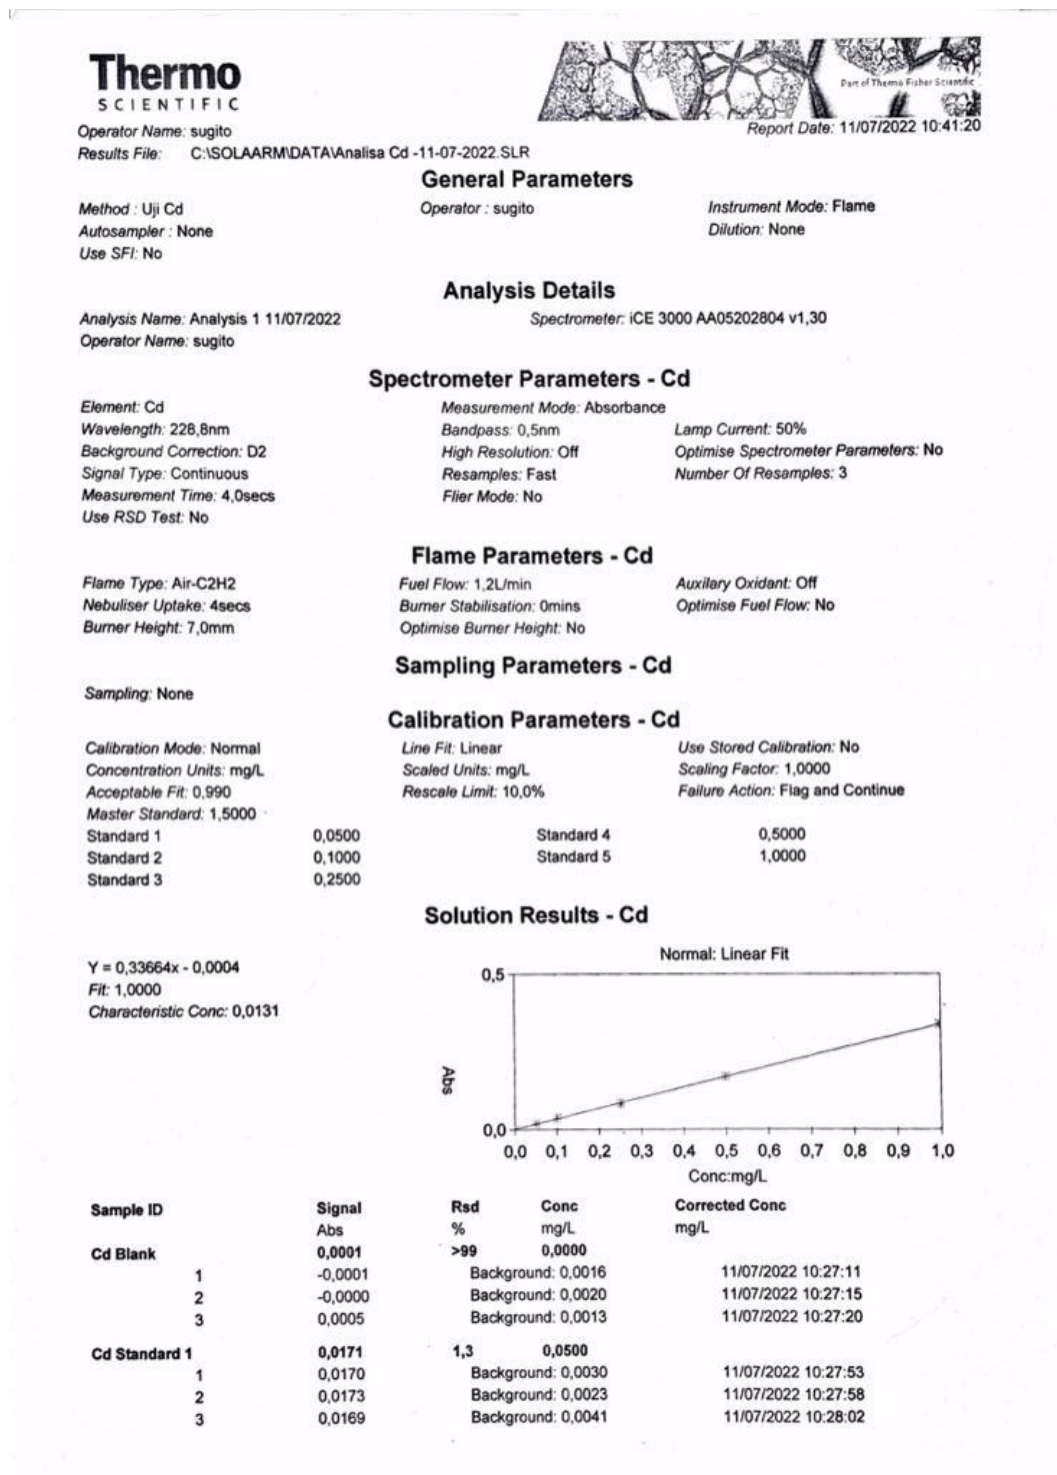 Thermo
SCIENTIFIC
Part of Thermo Fisher Scientific
Operator Name: sugito
Report Date: 11/07/2022 10:41:20
Results File: C:\SOLAARM\DATA\Analisa Cd -11-07-2022.SLR
General Parameters
Method : Uji Cd Operator : sugito Instrument Mode: Flame
Autosampler : None Dilution: None
Use SFI: No
Analysis Details
Analysis Name: Analysis 1 11/07/2022 Spectrometer: iCE 3000 AA05202804 v1,30
Operator Name: sugito
Spectrometer Parameters - Cd
Element: Cd Measurement Mode: Absorbance
Wavelength: 228,8nm Bandpass: 0,5nm Lamp Current: 50%
Background Correction: D2 High Resolution: Off Optimise Spectrometer Parameters: No
Signal Type: Continuous Resamples: Fast Number Of Resamples: 3
Measurement Time: 4,0secs Flier Mode: No
Use RSD Test: No
Flame Parameters - Cd
Flame Type: Air-C2H2 Fuel Flow: 1,2L/min Auxilary Oxidant: Off
Nebuliser Uptake: 4secs Burner Stabilisation: 0mins Optimise Fuel Flow: No
Burner Height: 7,0mm Optimise Burner Height: No
Sampling Parameters - Cd
Sampling: None
Calibration Parameters - Cd
Calibration Mode: Normal Line Fit: Linear Use Stored Calibration: No
Concentration Units: mg/L Scaled Units: mg/L Scaling Factor: 1,0000
Acceptable Fit: 0,990 Rescale Limit: 10,0% Failure Action: Flag and Continue
Master Standard: 1,5000
Standard 1 0,0500 Standard 4 0,5000
Standard 2 0,1000 Standard 5 1,0000
Standard 3 0,2500
Solution Results - Cd
Y = 0,33664x - 0,0004
Fit: 1,0000
Characteristic Conc: 0,0131
Normal: Linear Fit
0,5
Abs
0,0
0,0 0,1 0,2 0,3 0,4 0,5 0,6 0,7 0,8 0,9 1,0
Conc:mg/L
Sample ID Signal Rsd Conc Corrected Conc
Abs % mg/L mg/L
Cd Blank 0,0001 >99 0,0000
1 -0,0001 Background: 0,0016 11/07/2022 10:27:11
2 -0,0000 Background: 0,0020 11/07/2022 10:27:15
3 0,0005 Background: 0,0013 11/07/2022 10:27:20
Cd Standard 1 0,0171 1,3 0,0500
1 0,0170 Background: 0,0030 11/07/2022 10:27:53
2 0,0173 Background: 0,0023 11/07/2022 10:27:58
3 0,0169 Background: 0,0041 11/07/2022 10:28:02